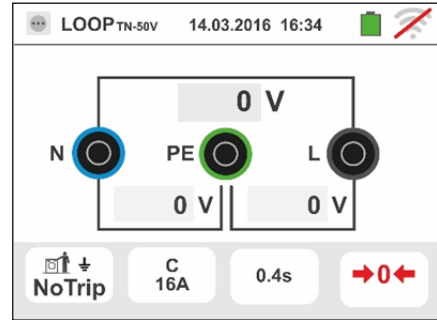 LOOP TN-50V 14.03.2016 16:34
0 V
N PE L
0 V 0 V
NoTrip
C
16A
0.4s
0